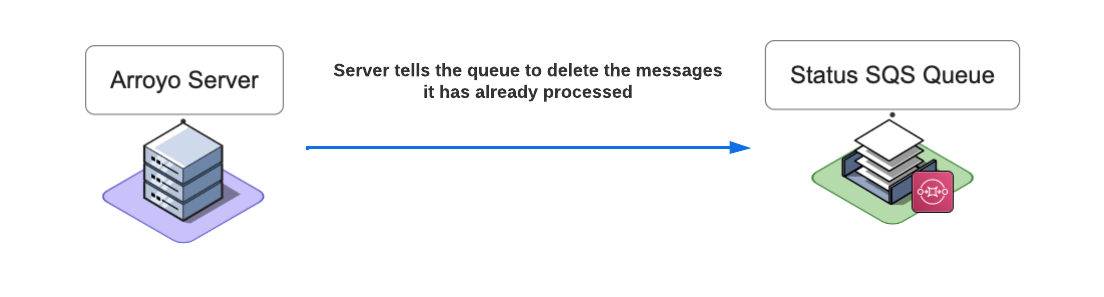 Arroyo Server
Server tells the queue to delete the messages
it has already processed
Status SQS Queue